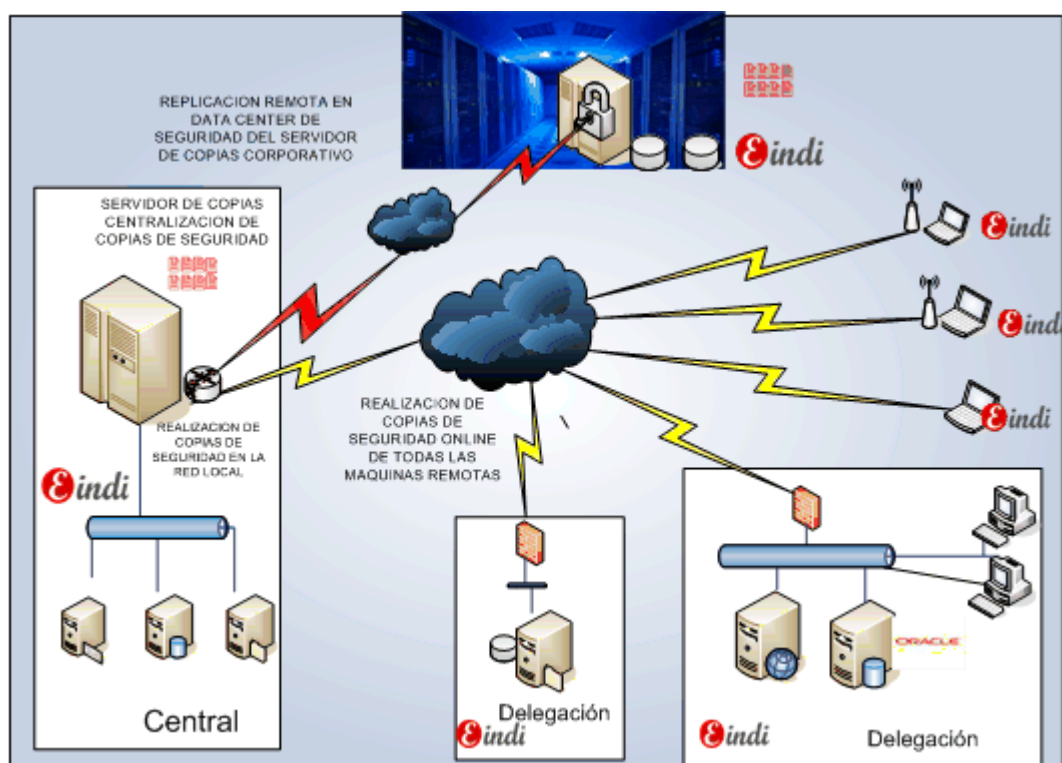 REPLICACION REMOTA EN
DATA CENTER DE
SEGURIDAD DEL SERVIDOR
DE COPIAS CORPORATIVO
Eindi
SERVIDOR DE COPIAS
CENTRALIZACION DE
COPIAS DE SEGURIDAD
Eindi
Eindi
Eindi
REALIZACION DE
COPIAS DE
SEGURIDAD EN LA
RED LOCAL
REALIZACION DE
COPIAS DE
SEGURIDAD ONLINE
DE TODAS LAS
MAQUINAS REMOTAS
Eindi
ORACLE
Central
Delegación
Eindi
Eindi
Delegación